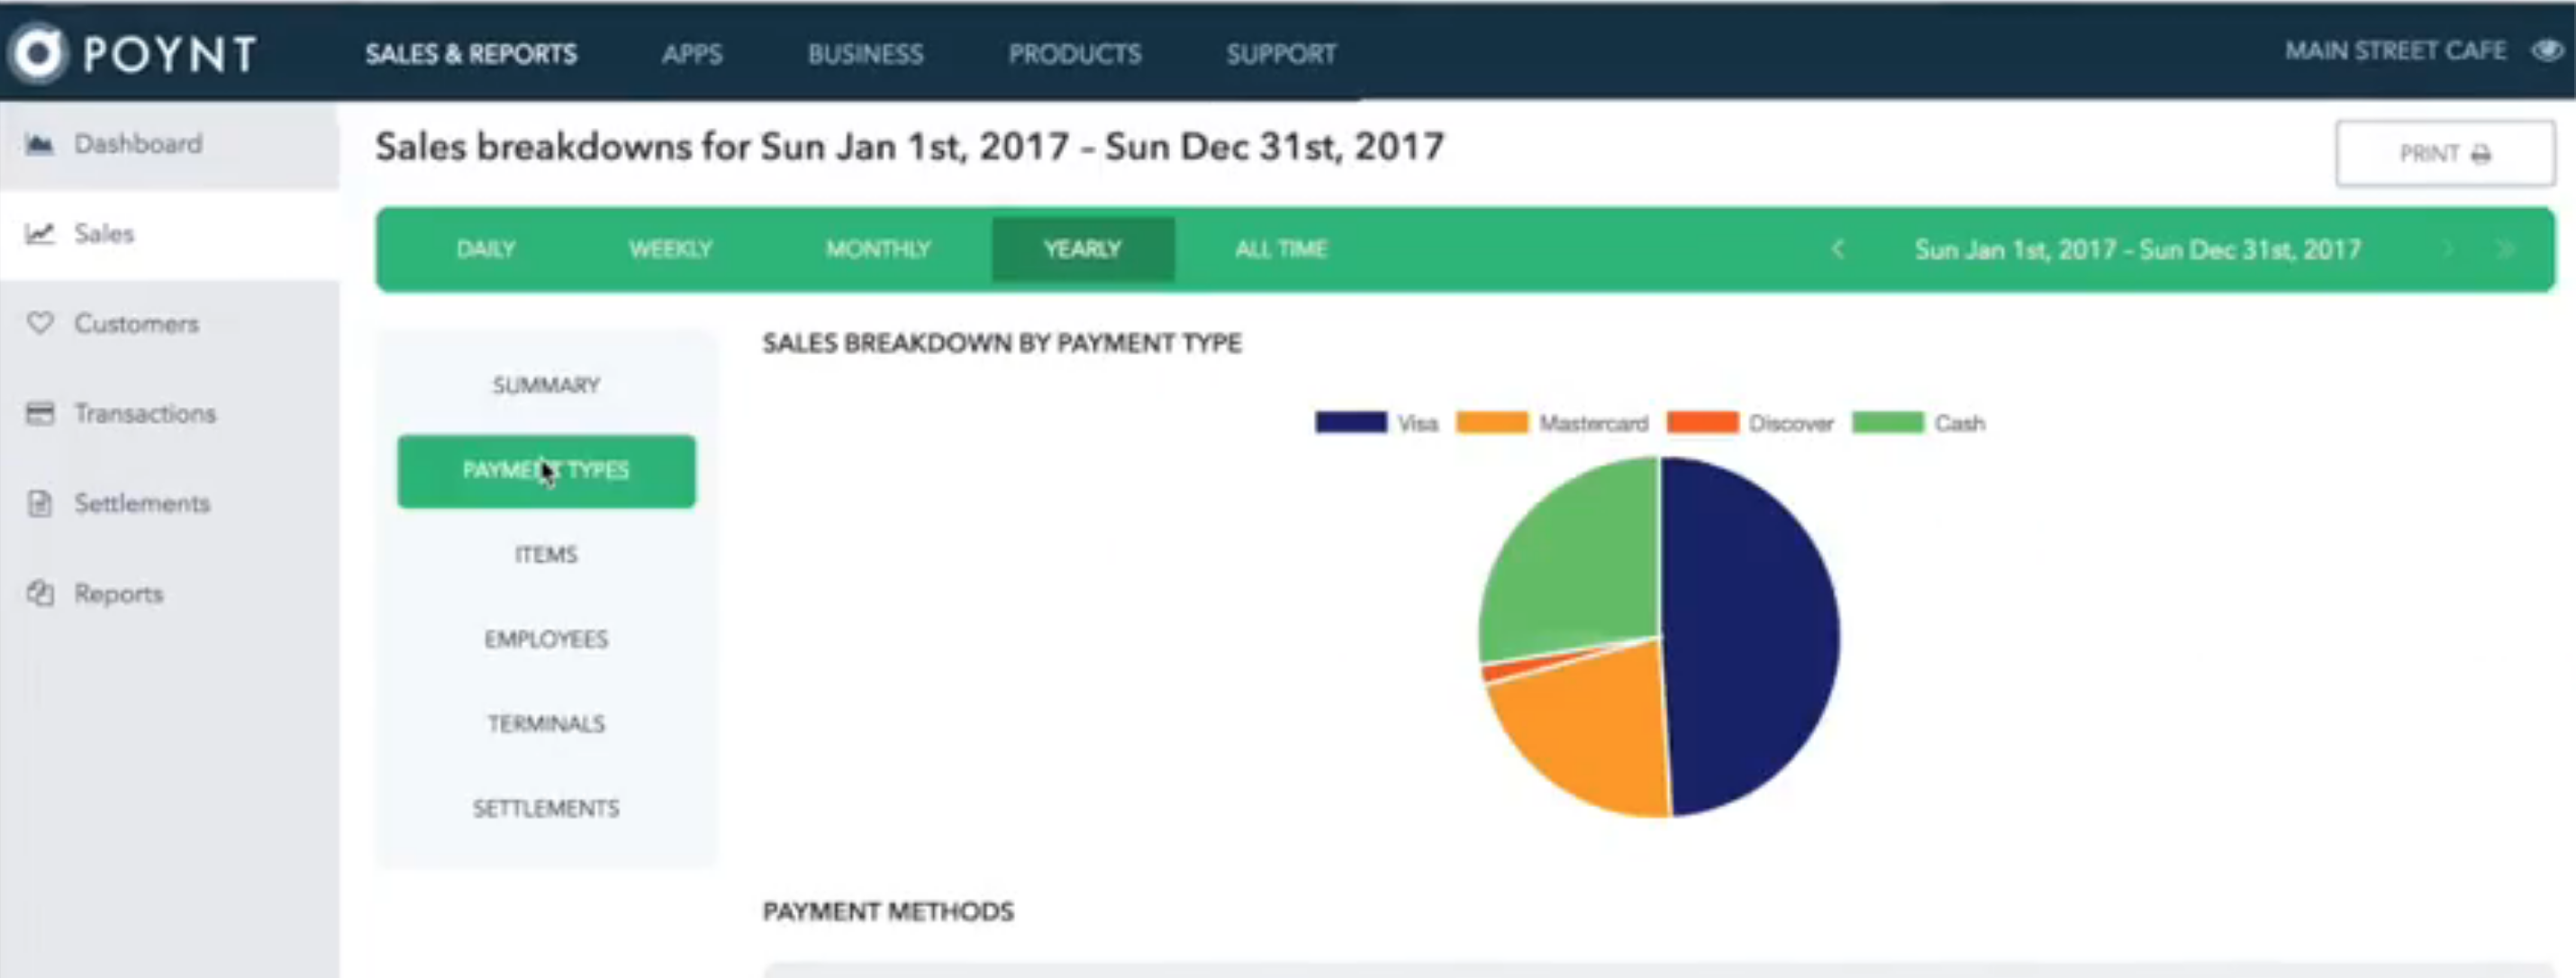 POYNT
SALES & REPORTS
APPS
BUSINESS
PRODUCTS
SUPPORT
MAIN STREET CAFE
Dashboard
Sales
Customers
Transactions
Settlements
Reports
Sales breakdowns for Sun Jan 1st, 2017 – Sun Dec 31st, 2017
PRINT
DAILY
WEEKLY
MONTHLY
YEARLY
ALL TIME
Sun Jan 1st, 2017 – Sun Dec 31st, 2017
SUMMARY
PAYMENT TYPES
ITEMS
EMPLOYEES
TERMINALS
SETTLEMENTS
SALES BREAKDOWN BY PAYMENT TYPE
Visa
Mastercard
Discover
Cash
PAYMENT METHODS